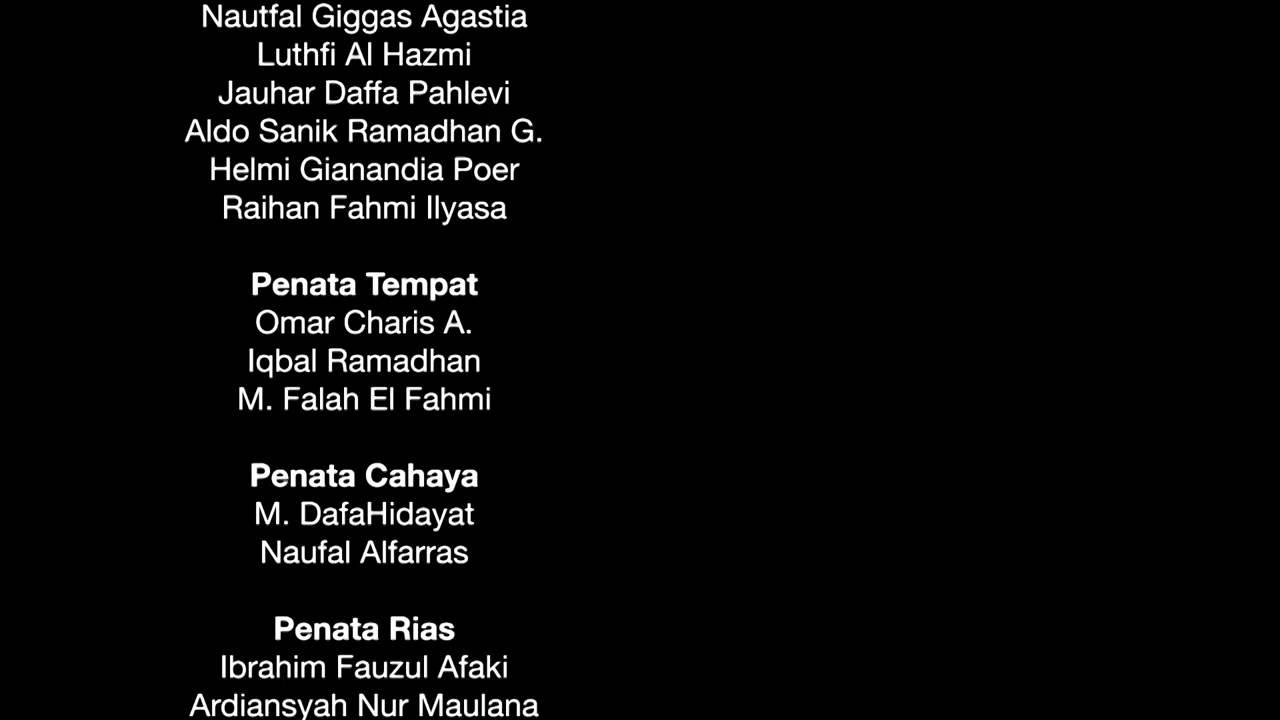 Nautfal Giggas Agastia
Luthfi Al Hazmi
Jauhar Daffa Pahlevi
Aldo Sanik Ramadhan G.
Helmi Gianandia Poer
Raihan Fahmi Ilyasa
Penata Tempat
Omar Charis A.
Iqbal Ramadhan
M. Falah El Fahmi
Penata Cahaya
M. DafaHidayat
Naufal Alfarras
Penata Rias
Ibrahim Fauzul Afaki
Ardiansyah Nur Maulana